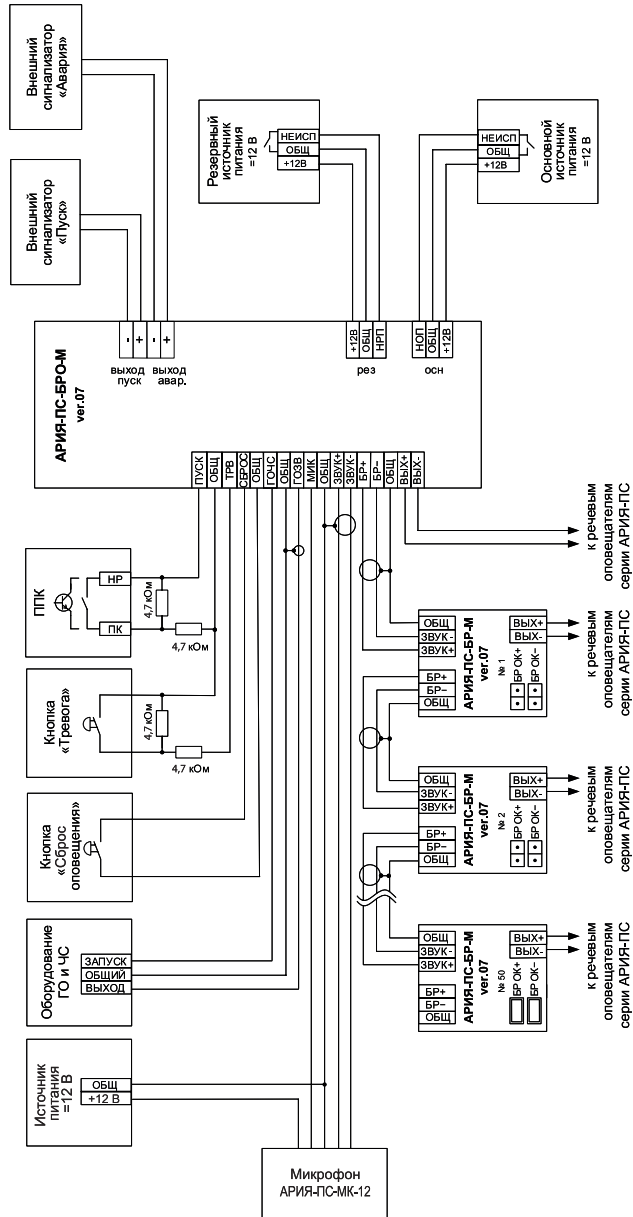 Внешний
сигнализатор
«Авария»
Внешний
сигнализатор
«Пуск»
Резервный
источник
питания
=12 В
НЕИСП
ОБЩ
+12В
Основной
источник
питания
=12 В
НЕИСП
ОБЩ
+12В
АРИЯ-ПС-БРО-М
ver.07
-
+
-
+
выход
пуск
выход
авар.
+12В
ОБЩ
НРП
рез
НОП
ОБЩ
+12В
осн
ПУСК
ОБЩ
ТРВ
СБРОС
ОБЩ
ГОЧС
ОБЩ
ГОЗВ
МИК
ОБЩ
ЗВУК+
ЗВУК-
БР+
БР–
ОБЩ
ВЫХ+
ВЫХ-
ППК
НР
ПК
4,7 кОм
4,7 кОм
Кнопка
«Тревога»
4,7 кОм
4,7 кОм
Кнопка
«Сброс
оповещения»
Оборудование
ГО и ЧС
ЗАПУСК
ОБЩИЙ
ВЫХОД
Источник
питания
=12 В
ОБЩ
+12 В
Микрофон
АРИЯ-ПС-МК-12
к речевым
оповещателям
серии АРИЯ-ПС
ОБЩ
ЗВУК-
ЗВУК+
БР+
БР–
ОБЩ
АРИЯ-ПС-БР-М
ver.07
№ 1
БР ОК+
БР ОК–
ВЫХ+
ВЫХ-
к речевым
оповещателям
серии АРИЯ-ПС
ОБЩ
ЗВУК-
ЗВУК+
БР+
БР–
ОБЩ
АРИЯ-ПС-БР-М
ver.07
№ 2
БР ОК+
БР ОК–
ВЫХ+
ВЫХ-
к речевым
оповещателям
серии АРИЯ-ПС
ОБЩ
ЗВУК-
ЗВУК+
БР+
БР–
ОБЩ
АРИЯ-ПС-БР-М
ver.07
№ 50
БР ОК+
БР ОК–
ВЫХ+
ВЫХ-
к речевым
оповещателям
серии АРИЯ-ПС